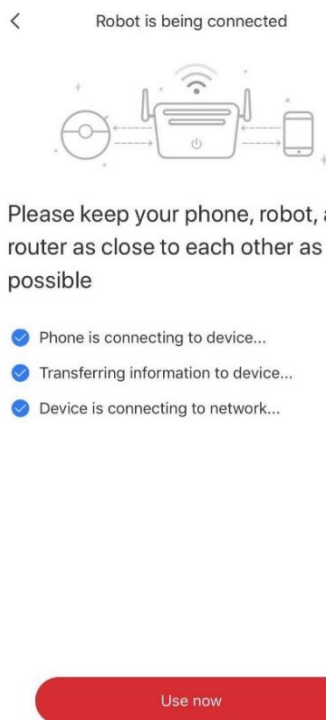 Robot is being connected
Please keep your phone, robot, a
router as close to each other as
possible
Phone is connecting to device...
Transferring information to device...
Device is connecting to network...
Use now